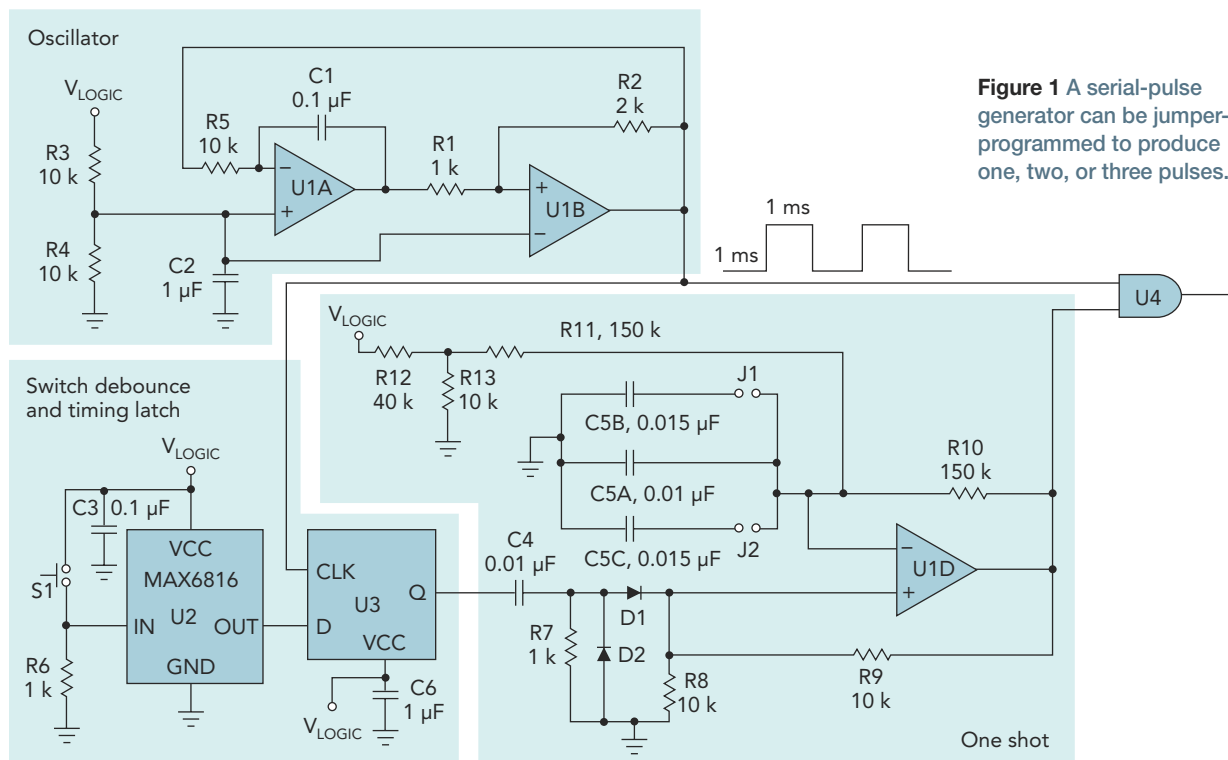 Oscillator
V_LOGIC
R3
10 k
R4
10 k
R5
10 k
C1
0.1 µF
−
+
U1A
R1
1 k
R2
2 k
+
−
U1B
C2
1 µF
Figure 1 A serial-pulse
generator can be jumper-
programmed to produce
one, two, or three pulses.
1 ms
1 ms
U4
Switch debounce
and timing latch
V_LOGIC
C3
0.1 µF
S1
R6
1 k
VCC
MAX6816
U2
IN
OUT
GND
CLK
U3
Q
D
VCC
V_LOGIC
C6
1 µF
V_LOGIC
R12
40 k
R13
10 k
R11, 150 k
J1
C5B, 0.015 µF
C5A, 0.01 µF
C5C, 0.015 µF
J2
R10
150 k
C4
0.01 µF
R7
1 k
D2
D1
R8
10 k
−
+
U1D
R9
10 k
One shot